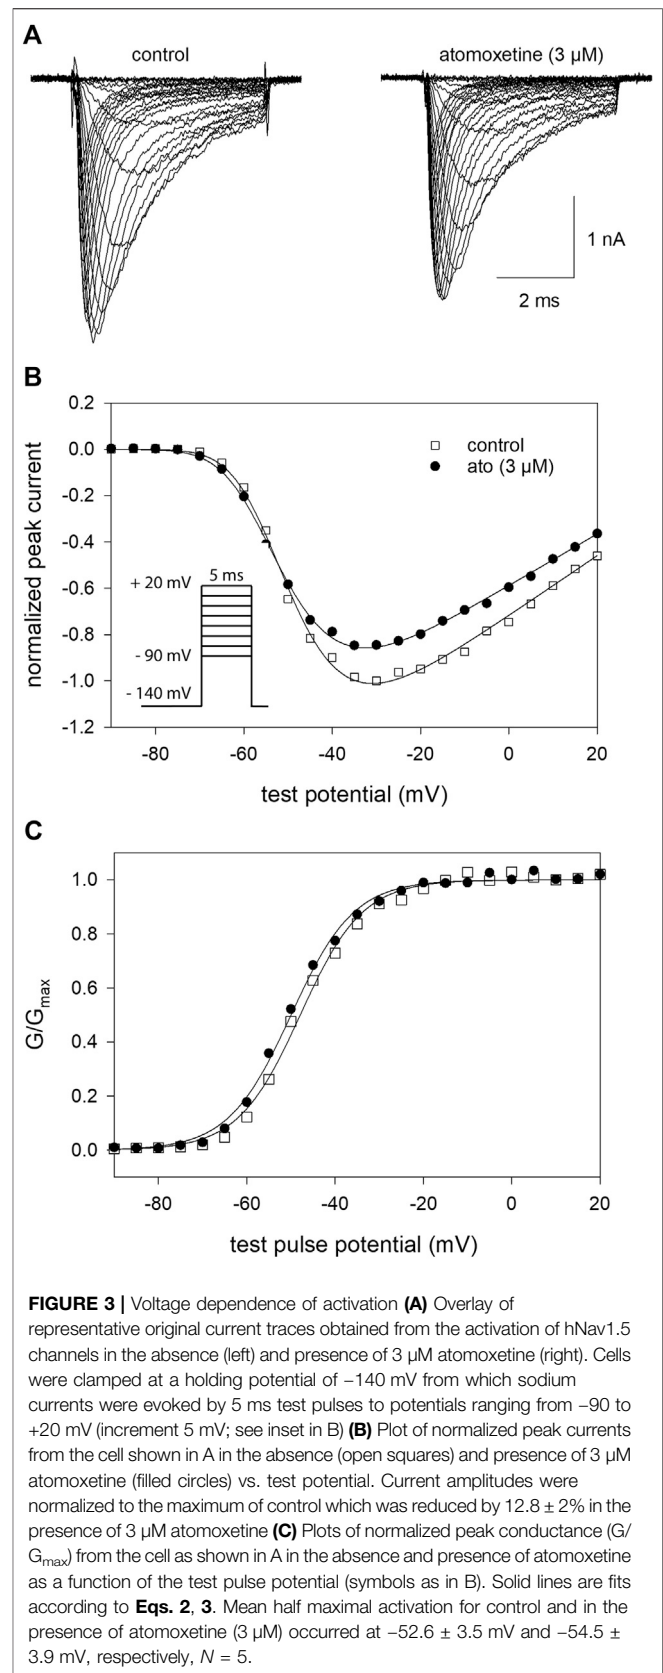 A
control
atomoxetine (3 µM)
1 nA
2 ms
B
0.2
0.0
-0.2
-0.4
-0.6
-0.8
-1.0
-1.2
normalized peak current
control
ato (3 µM)
5 ms
+ 20 mV
- 90 mV
- 140 mV
-80
-60
-40
-20
0
20
test potential (mV)
C
1.0
0.8
0.6
0.4
0.2
0.0
G/Gmax
-80
-60
-40
-20
0
20
test pulse potential (mV)
FIGURE 3 | Voltage dependence of activation (A) Overlay of
representative original current traces obtained from the activation of hNav1.5
channels in the absence (left) and presence of 3 µM atomoxetine (right). Cells
were clamped at a holding potential of −140 mV from which sodium
currents were evoked by 5 ms test pulses to potentials ranging from −90 to
+20 mV (increment 5 mV; see inset in B) (B) Plot of normalized peak currents
from the cell shown in A in the absence (open squares) and presence of 3 µM
atomoxetine (filled circles) vs. test potential. Current amplitudes were
normalized to the maximum of control which was reduced by 12.8 ± 2% in the
presence of 3 µM atomoxetine (C) Plots of normalized peak conductance (G/
Gmax) from the cell as shown in A in the absence and presence of atomoxetine
as a function of the test pulse potential (symbols as in B). Solid lines are fits
according to Eqs. 2, 3. Mean half maximal activation for control and in the
presence of atomoxetine (3 µM) occurred at −52.6 ± 3.5 mV and −54.5 ±
3.9 mV, respectively, N = 5.